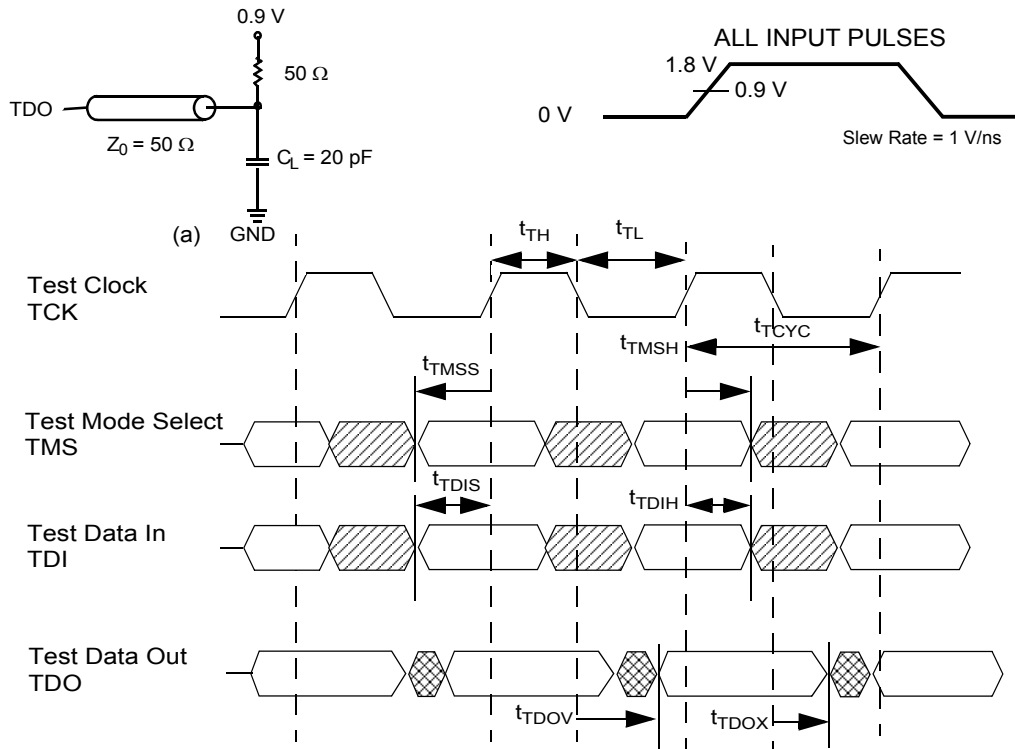 0.9 V
50 Ω
TDO
Z0 = 50 Ω
CL = 20 pF
(a)
GND
ALL INPUT PULSES
1.8 V
0.9 V
0 V
Slew Rate = 1 V/ns
tTH
tTL
Test Clock
TCK
tTCYC
tTMSH
tTMSS
Test Mode Select
TMS
tTDIS
tTDIH
Test Data In
TDI
Test Data Out
TDO
tTDOV
tTDOX